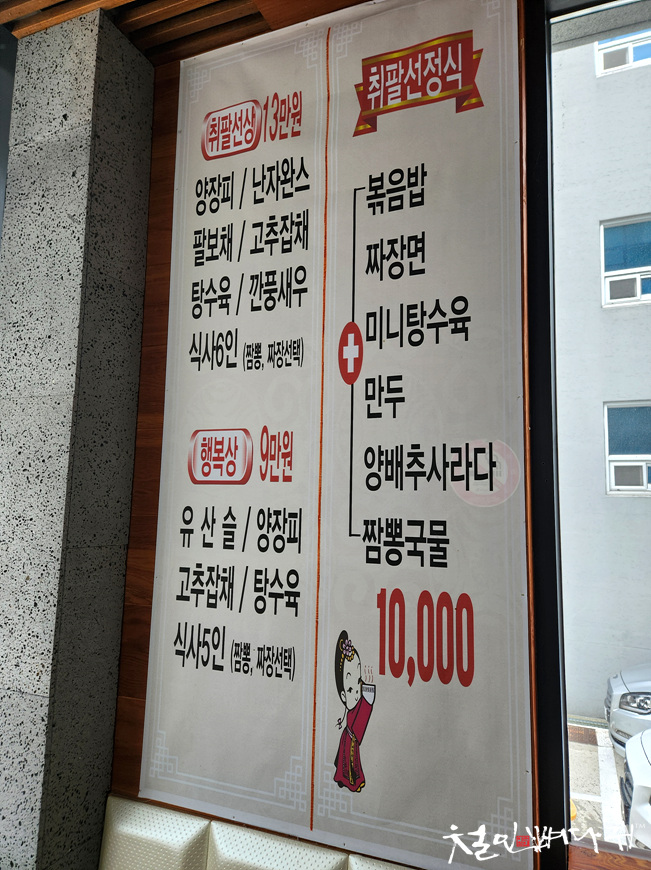 취팔선상 13만원
양장피 / 난자완스
팔보채 / 고추잡채
탕수육 / 깐풍새우
식사6인 (짬뽕, 짜장선택)
행복상 9만원
유 산 슬 / 양장피
고추잡채 / 탕수육
식사5인 (짬뽕, 짜장선택)
취팔선정식
볶음밥
짜장면
미니탕수육
만두
양배추사라다
짬뽕국물
10,000